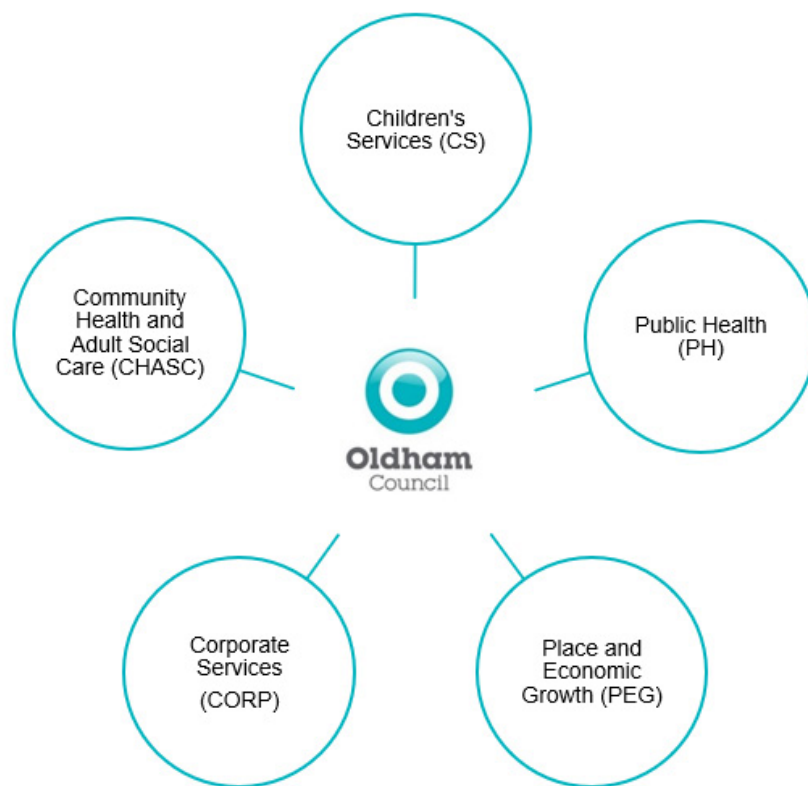 Children's
Services (CS)
Community
Health and
Adult Social
Care (CHASC)
Public Health
(PH)
Oldham
Council
Corporate
Services
(CORP)
Place and
Economic
Growth (PEG)